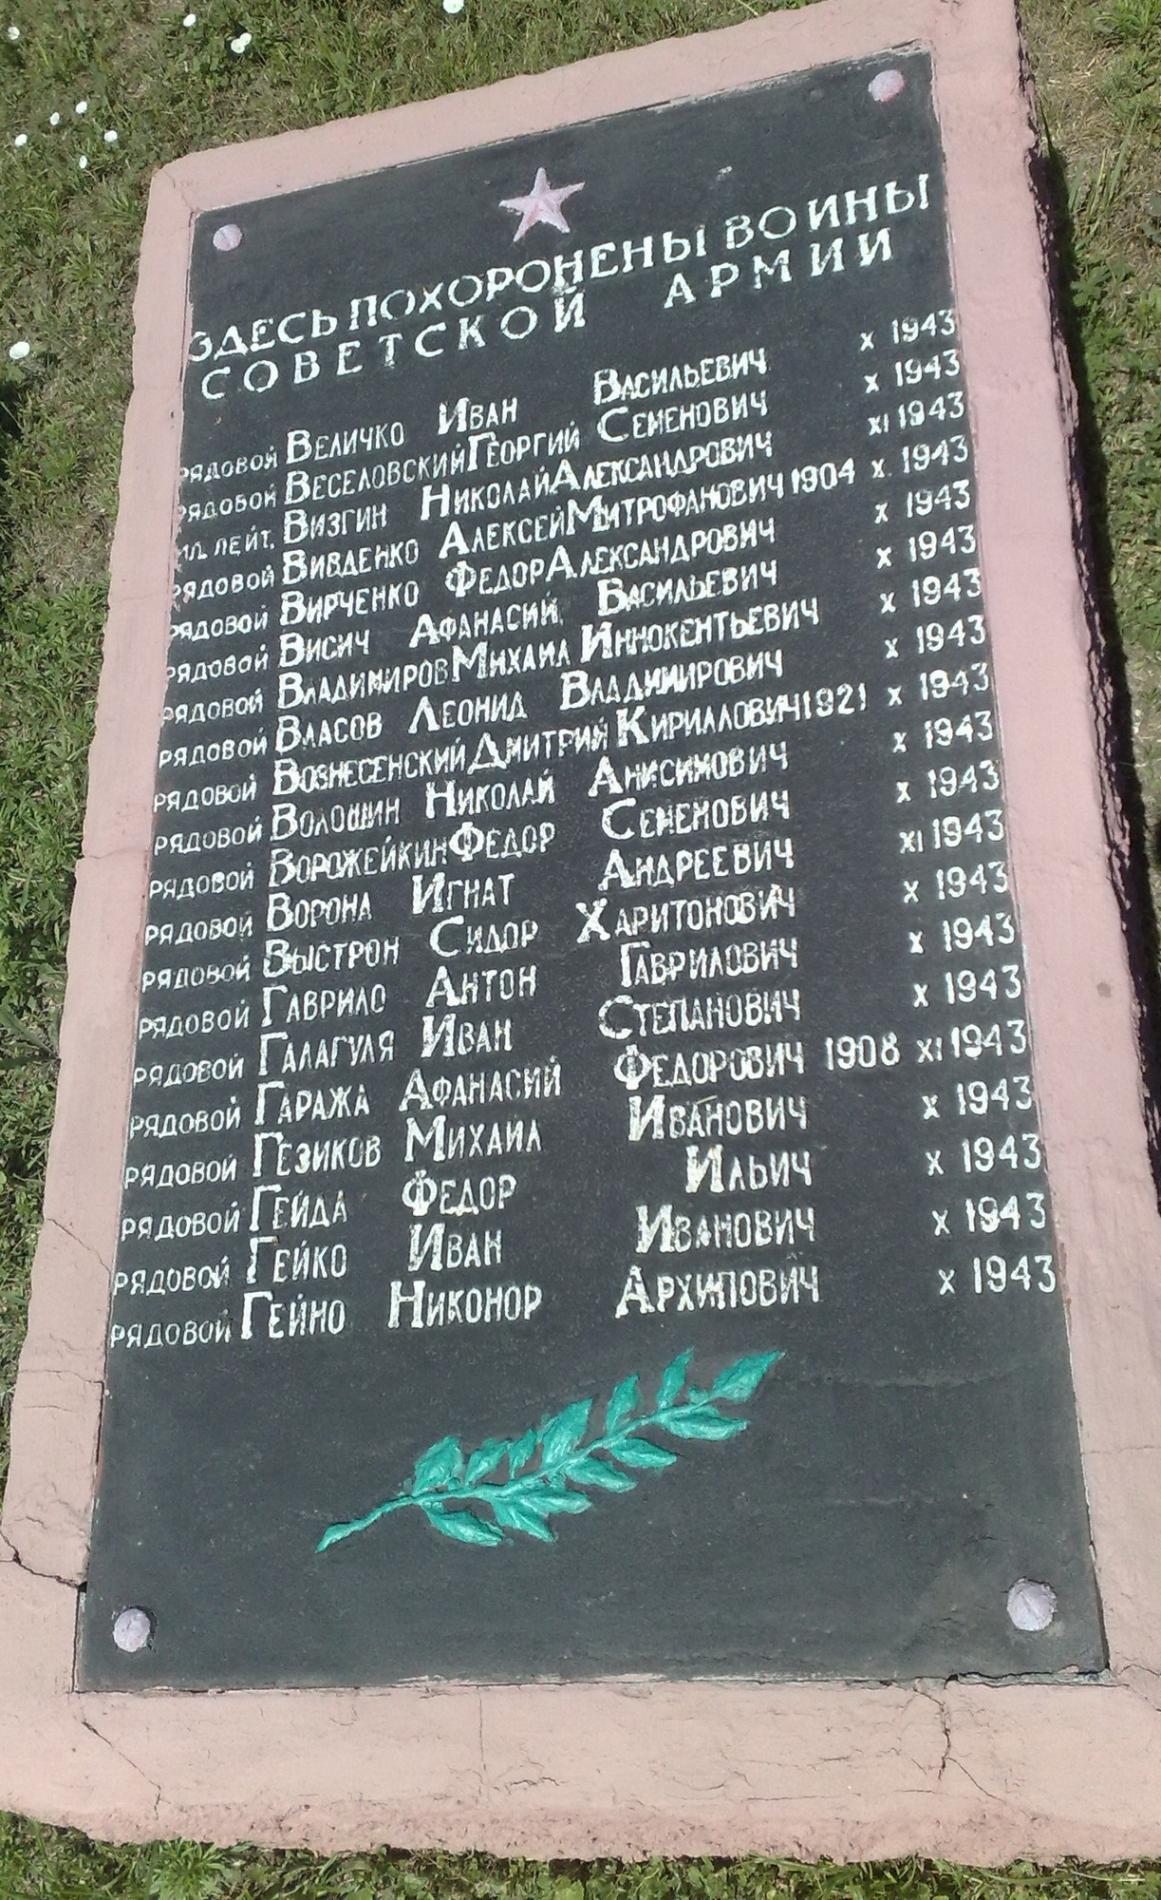 ЗДЕСЬ ПОХОРОНЕНЫ ВОИНЫ
СОВЕТСКОЙ АРМИИ
РЯДОВОЙ ВЕЛИЧКО ИВАН ВАСИЛЬЕВИЧ X 1943
РЯДОВОЙ ВЕСЕЛОВСКИЙ ГЕОРГИЙ СЕМЕНОВИЧ X 1943
МЛ. ЛЕЙТ. ВИЗГИН НИКОЛАЙ АЛЕКСАНДРОВИЧ XI 1943
РЯДОВОЙ ВИВДЕНКО АЛЕКСЕЙ МИТРОФАНОВИЧ 1904 X. 1943
РЯДОВОЙ ВИРЧЕНКО ФЕДОР АЛЕКСАНДРОВИЧ X 1943
РЯДОВОЙ ВИСИЧ АФАНАСИЙ ВАСИЛЬЕВИЧ X 1943
РЯДОВОЙ ВЛАДИМИРОВ МИХАИЛ ИННОКЕНТЬЕВИЧ X 1943
РЯДОВОЙ ВЛАСОВ ЛЕОНИД ВЛАДИМИРОВИЧ X 1943
РЯДОВОЙ ВОЗНЕСЕНСКИЙ ДМИТРИЙ КИРИЛЛОВИЧ 1921 X 1943
РЯДОВОЙ ВОЛОШИН НИКОЛАЙ АНИСИМОВИЧ X 1943
РЯДОВОЙ ВОРОЖЕЙКИН ФЕДОР СЕМЕНОВИЧ X 1943
РЯДОВОЙ ВОРОНА ИГНАТ АНДРЕЕВИЧ XI 1943
РЯДОВОЙ ВЫСТРОН СИДОР ХАРИТОНОВИЧ X 1943
РЯДОВОЙ ГАВРИЛО АНТОН ГАВРИЛОВИЧ X 1943
РЯДОВОЙ ГАЛАГУЛЯ ИВАН СТЕПАНОВИЧ X 1943
РЯДОВОЙ ГАРАЖА АФАНАСИЙ ФЕДОРОВИЧ 1908 XI 1943
РЯДОВОЙ ГЕЗИКОВ МИХАИЛ ИВАНОВИЧ X 1943
РЯДОВОЙ ГЕЙДА ФЕДОР ИЛЬИЧ X 1943
РЯДОВОЙ ГЕЙКО ИВАН ИВАНОВИЧ X 1943
РЯДОВОЙ ГЕЙНО НИКОНОР АРХИПОВИЧ X 1943